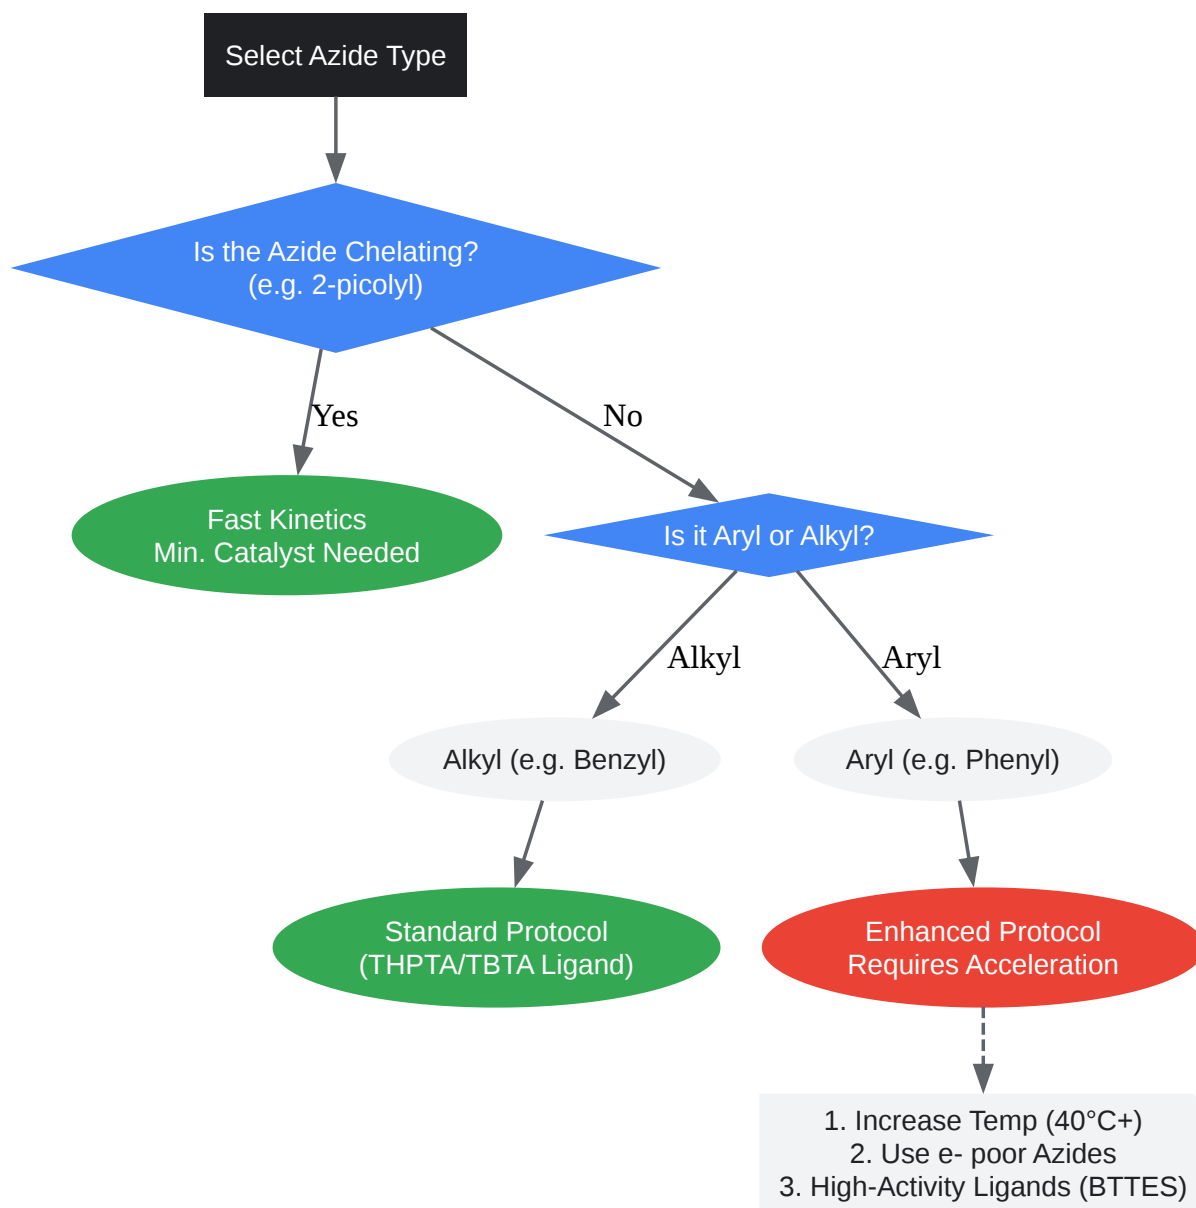 Select Azide Type
Is the Azide Chelating?
(e.g. 2-picolyl)
Yes
No
Fast Kinetics
Min. Catalyst Needed
Is it Aryl or Alkyl?
Alkyl
Aryl
Alkyl (e.g. Benzyl)
Aryl (e.g. Phenyl)
Standard Protocol
(THPTA/TBTA Ligand)
Enhanced Protocol
Requires Acceleration
1. Increase Temp (40°C+)
2. Use e- poor Azides
3. High-Activity Ligands (BTTES)